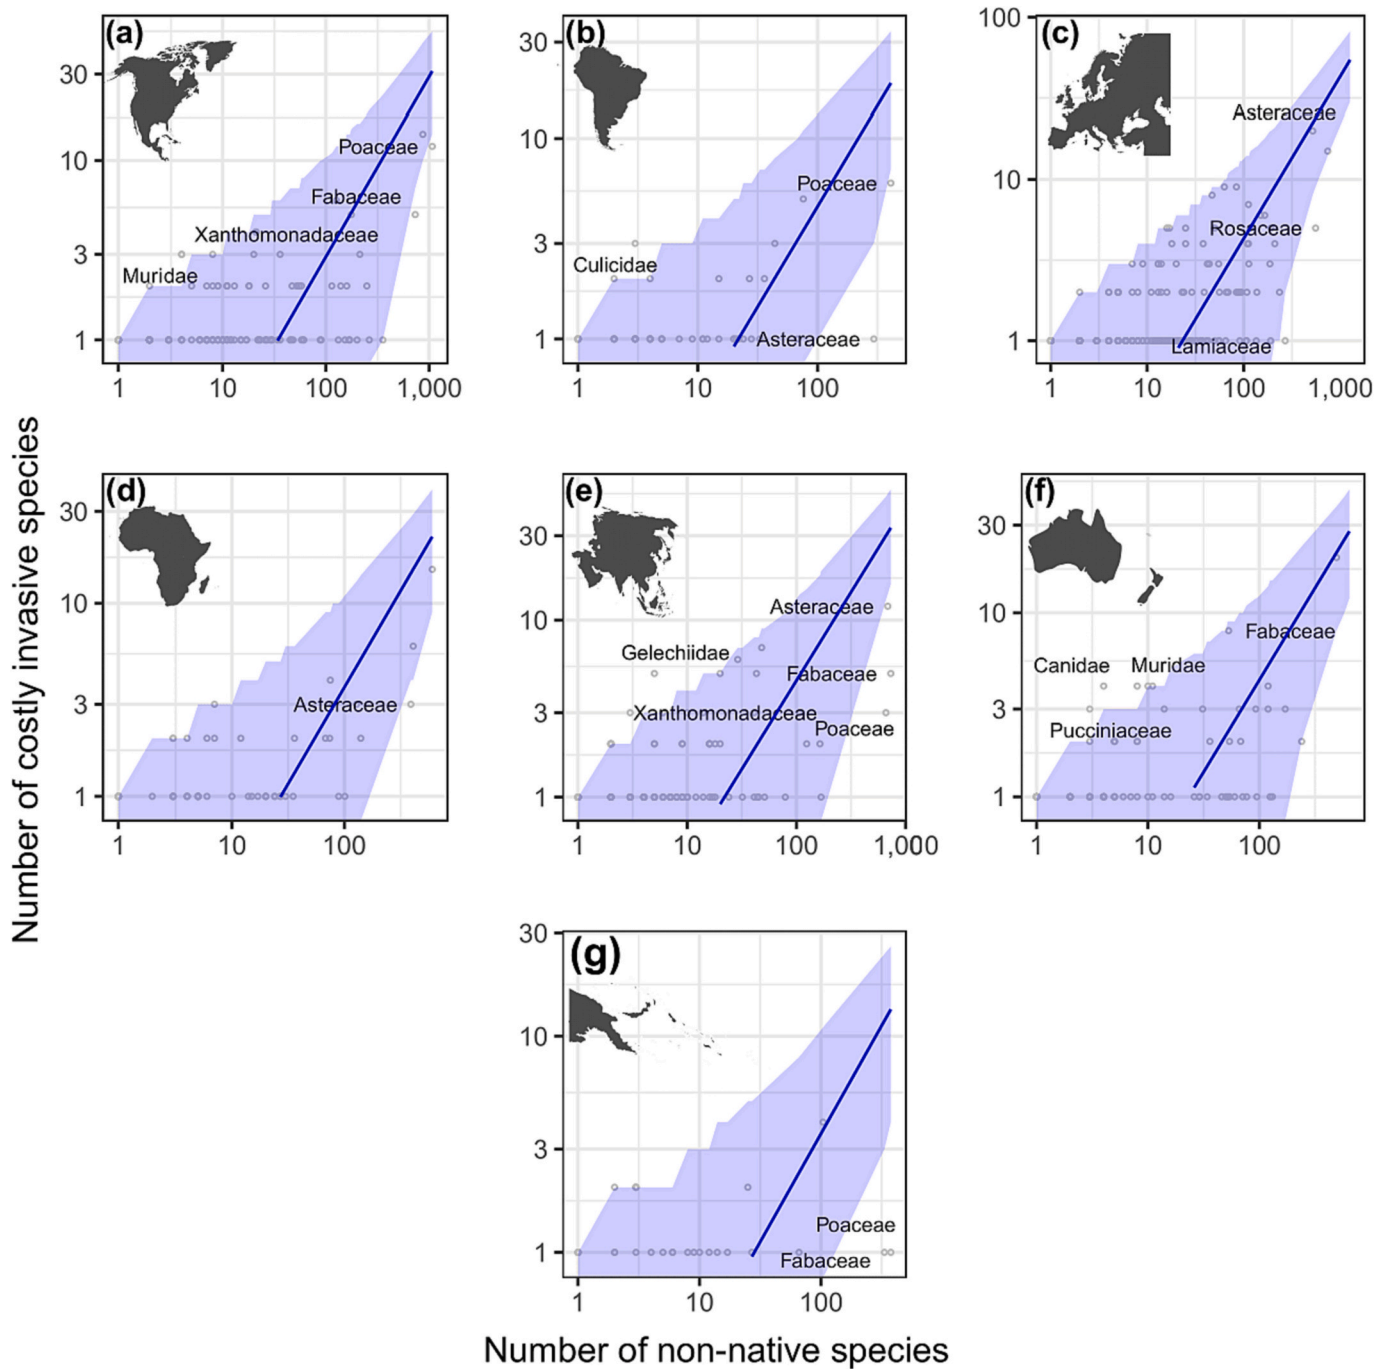 (a)
30
10
3
1
Poaceae
Fabaceae
Xanthomonadaceae
Muridae
1 10 100 1,000
(b)
30
10
3
1
Poaceae
Culicidae
Asteraceae
1 10 100
(c)
100
10
1
Asteraceae
Rosaceae
Lamiaceae
1 10 100 1,000
Number of costly invasive species
(d)
30
10
3
1
Asteraceae
1 10 100
(e)
30
10
3
1
Asteraceae
Gelechiidae
Fabaceae
Xanthomonadaceae
Poaceae
1 10 100 1,000
(f)
30
10
3
1
Fabaceae
Canidae Muridae
Pucciniaceae
1 10 100
(g)
30
10
3
1
Poaceae
Fabaceae
1 10 100
Number of non-native species